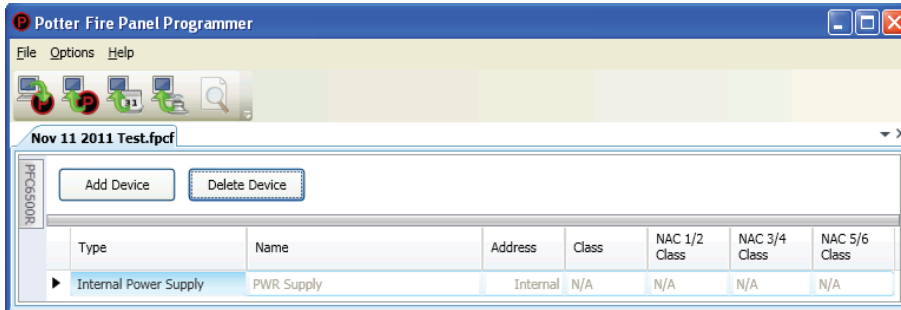 Potter Fire Panel Programmer
File Options Help
Nov 11 2011 Test.fpcf
PFC6500R
Add Device Delete Device
Type Name Address Class NAC 1/2 Class NAC 3/4 Class NAC 5/6 Class
Internal Power Supply PWR Supply Internal N/A N/A N/A N/A